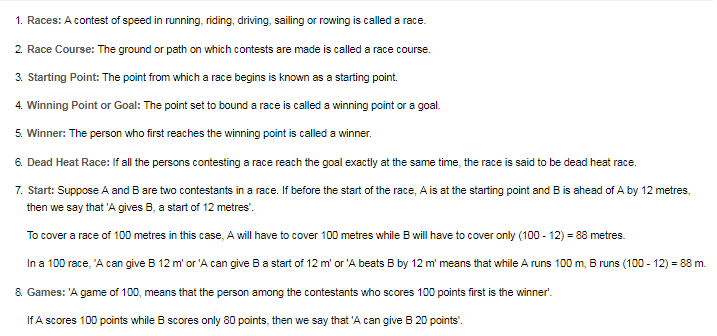 1. Races: A contest of speed in running, riding, driving, sailing or rowing is called a race.
2. Race Course: The ground or path on which contests are made is called a race course.
3. Starting Point: The point from which a race begins is known as a starting point.
4. Winning Point or Goal: The point set to bound a race is called a winning point or a goal.
5. Winner: The person who first reaches the winning point is called a winner.
6. Dead Heat Race: If all the persons contesting a race reach the goal exactly at the same time, the race is said to be dead heat race.
7. Start: Suppose A and B are two contestants in a race. If before the start of the race, A is at the starting point and B is ahead of A by 12 metres,
then we say that 'A gives B, a start of 12 metres'.
To cover a race of 100 metres in this case, A will have to cover 100 metres while B will have to cover only (100 - 12) = 88 metres.
In a 100 race, 'A can give B 12 m' or 'A can give B a start of 12 m' or 'A beats B by 12 m' means that while A runs 100 m, B runs (100 - 12) = 88 m.
8. Games: 'A game of 100, means that the person among the contestants who scores 100 points first is the winner'.
If A scores 100 points while B scores only 80 points, then we say that 'A can give B 20 points'.